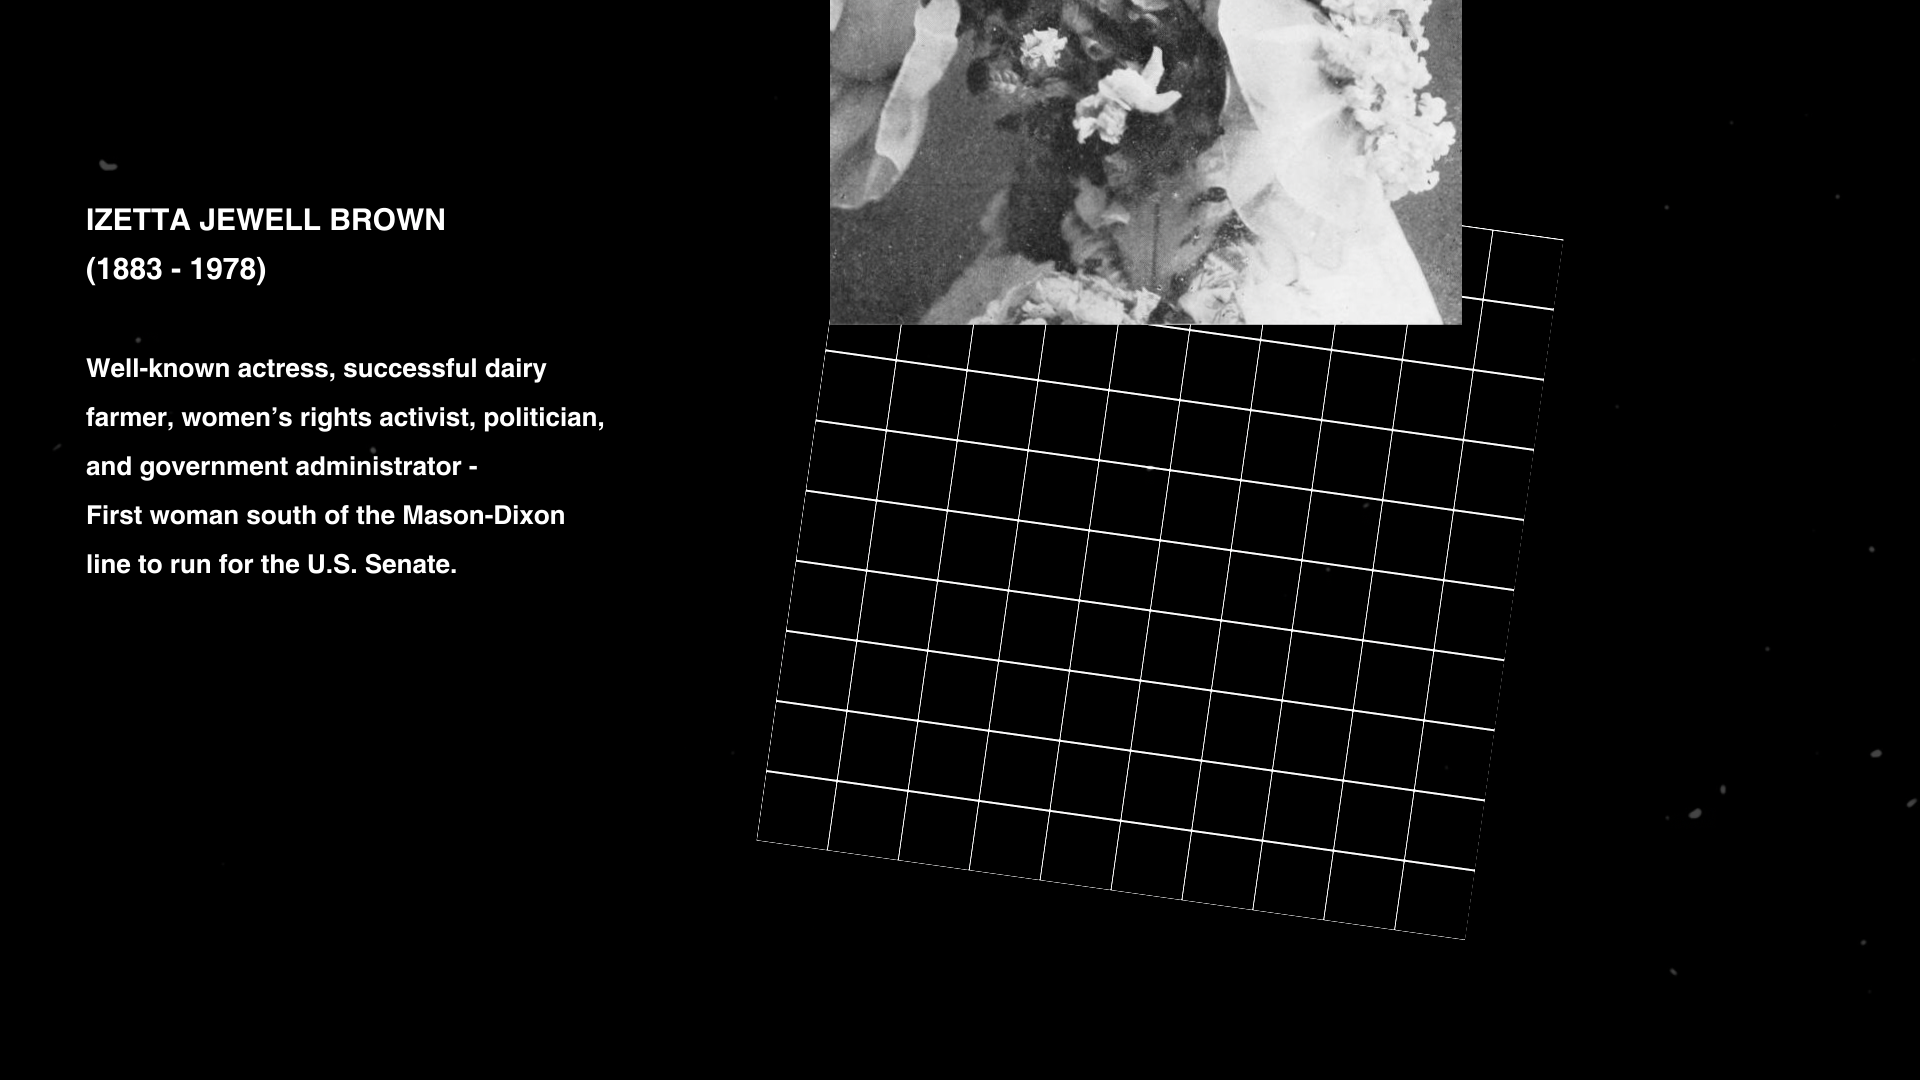 IZETTA JEWELL BROWN
(1883 - 1978)
Well-known actress, successful dairy
farmer, women’s rights activist, politician,
and government administrator -
First woman south of the Mason-Dixon
line to run for the U.S. Senate.